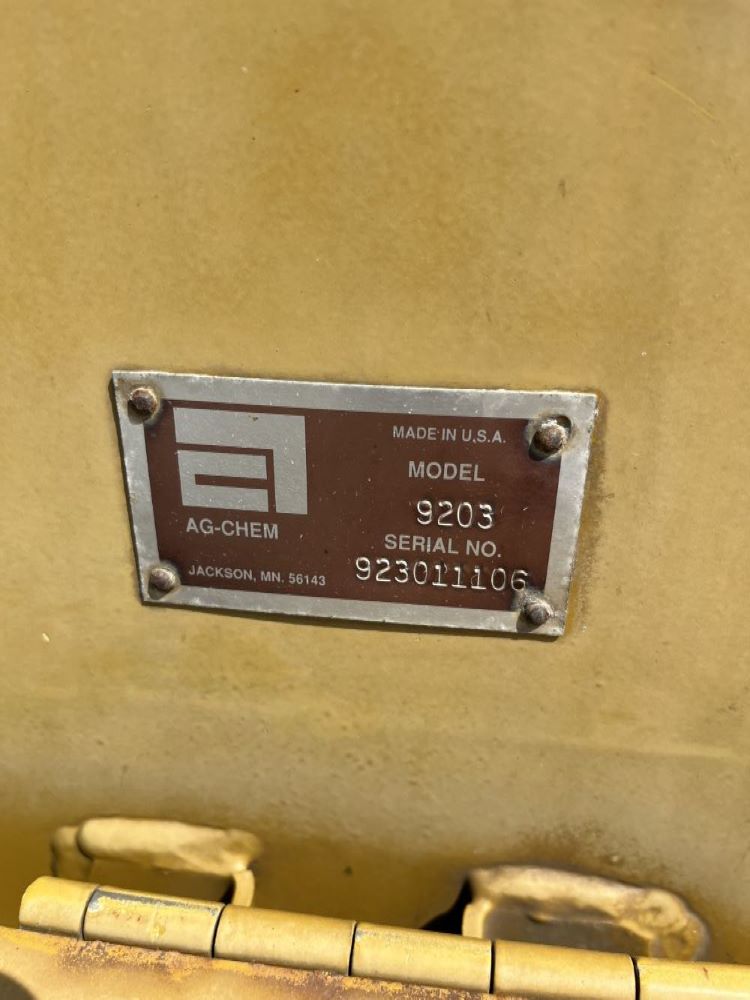 MADE IN U.S.A.
MODEL
9203
AG-CHEM
SERIAL NO.
JACKSON, MN. 56143
923011106